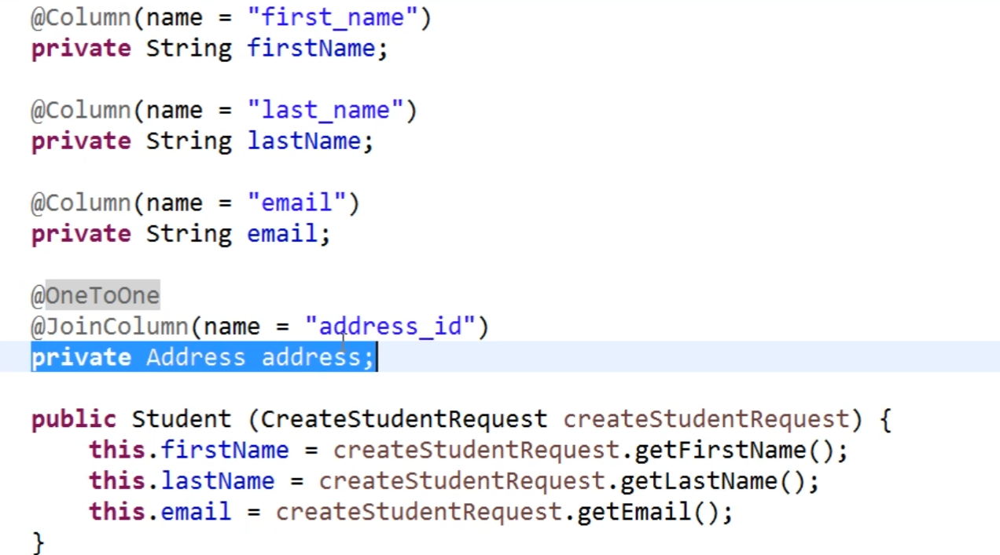 @Column(name = "first_name")
private String firstName;
@Column(name = "last_name")
private String lastName;
@Column(name = "email")
private String email;
@OneToOne
@JoinColumn(name = "address_id")
private Address address;
public Student (CreateStudentRequest createStudentRequest) {
this.firstName = createStudentRequest.getFirstName();
this.lastName = createStudentRequest.getLastName();
this.email = createStudentRequest.getEmail();
}